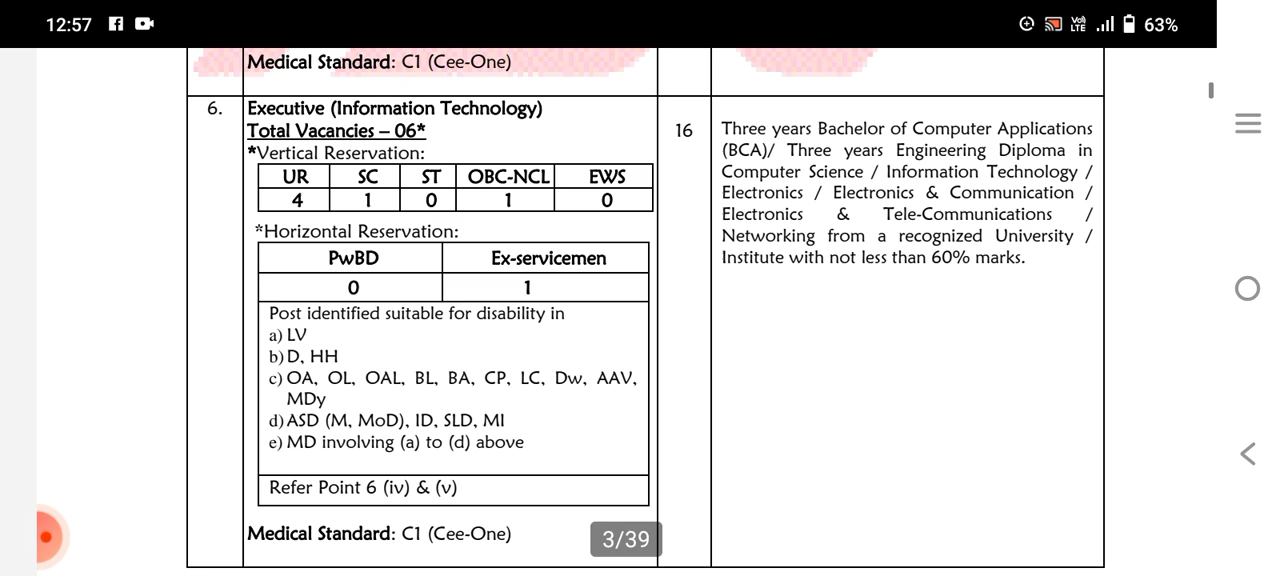 12:57
Vo)) LTE
63%
Medical Standard: C1 (Cee-One)
6.
Executive (Information Technology)
Total Vacancies – 06*
*Vertical Reservation:
UR SC ST OBC-NCL EWS
4 1 0 1 0
*Horizontal Reservation:
PwBD Ex-servicemen
0 1
Post identified suitable for disability in
a) LV
b) D, HH
c) OA, OL, OAL, BL, BA, CP, LC, Dw, AAV,
MDy
d) ASD (M, MoD), ID, SLD, MI
e) MD involving (a) to (d) above
Refer Point 6 (iv) & (v)
Medical Standard: C1 (Cee-One)
16
Three years Bachelor of Computer Applications
(BCA)/ Three years Engineering Diploma in
Computer Science / Information Technology /
Electronics / Electronics & Communication /
Electronics & Tele-Communications /
Networking from a recognized University /
Institute with not less than 60% marks.
3/39